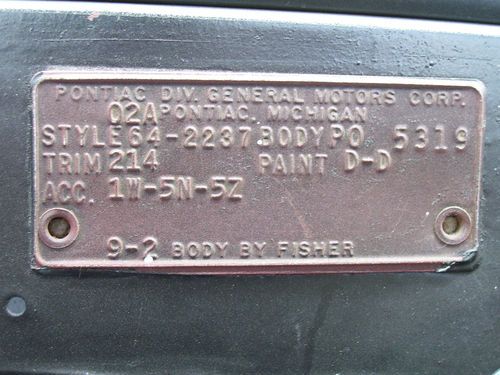 PONTIAC DIV. GENERAL MOTORS CORP.
02A PONTIAC, MICHIGAN
STYLE 64-2237 BODY PO 5319
TRIM 214 PAINT D-D
ACC. 1W-5N-5Z
9-2 BODY BY FISHER